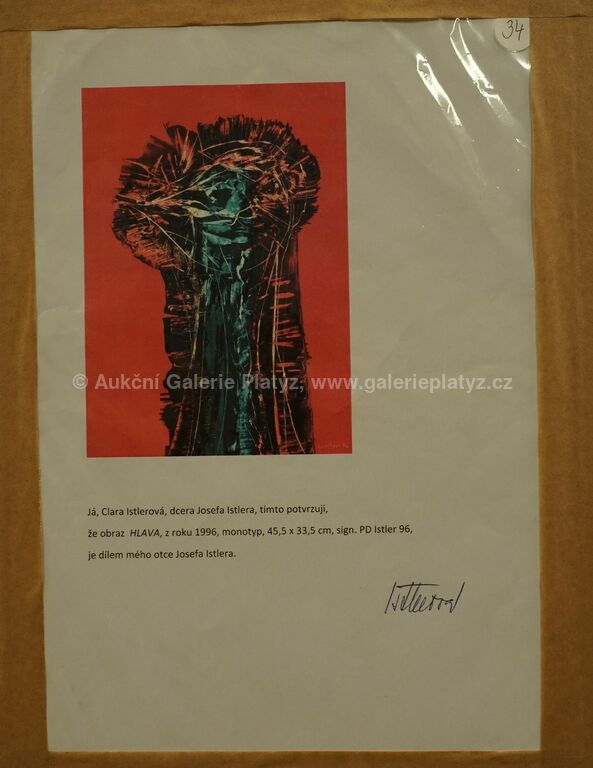 34
© Aukční Galerie Platyz, www.galerieplatyz.cz
Já, Clara Istlerová, dcera Josefa Istlera, tímto potvrzuji,
že obraz HLAVA, z roku 1996, monotyp, 45,5 x 33,5 cm, sign. PD Istler 96,
je dílem mého otce Josefa Istlera.
Istlerová